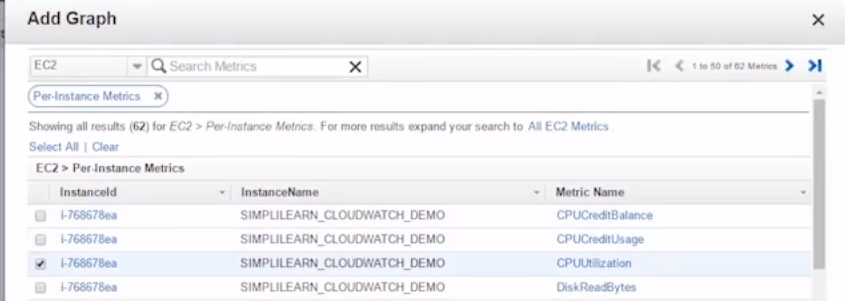 Add Graph
EC2 Search Metrics 1 to 50 of 62 Metrics
Per-Instance Metrics
Showing all results (62) for EC2 > Per-Instance Metrics. For more results expand your search to All EC2 Metrics.
Select All | Clear
EC2 > Per-Instance Metrics
InstanceId InstanceName Metric Name
i-768678ea SIMPLILEARN_CLOUDWATCH_DEMO CPUCreditBalance
i-768678ea SIMPLILEARN_CLOUDWATCH_DEMO CPUCreditUsage
i-768678ea SIMPLILEARN_CLOUDWATCH_DEMO CPUUtilization
i-768678ea SIMPLILEARN_CLOUDWATCH_DEMO DiskReadBytes